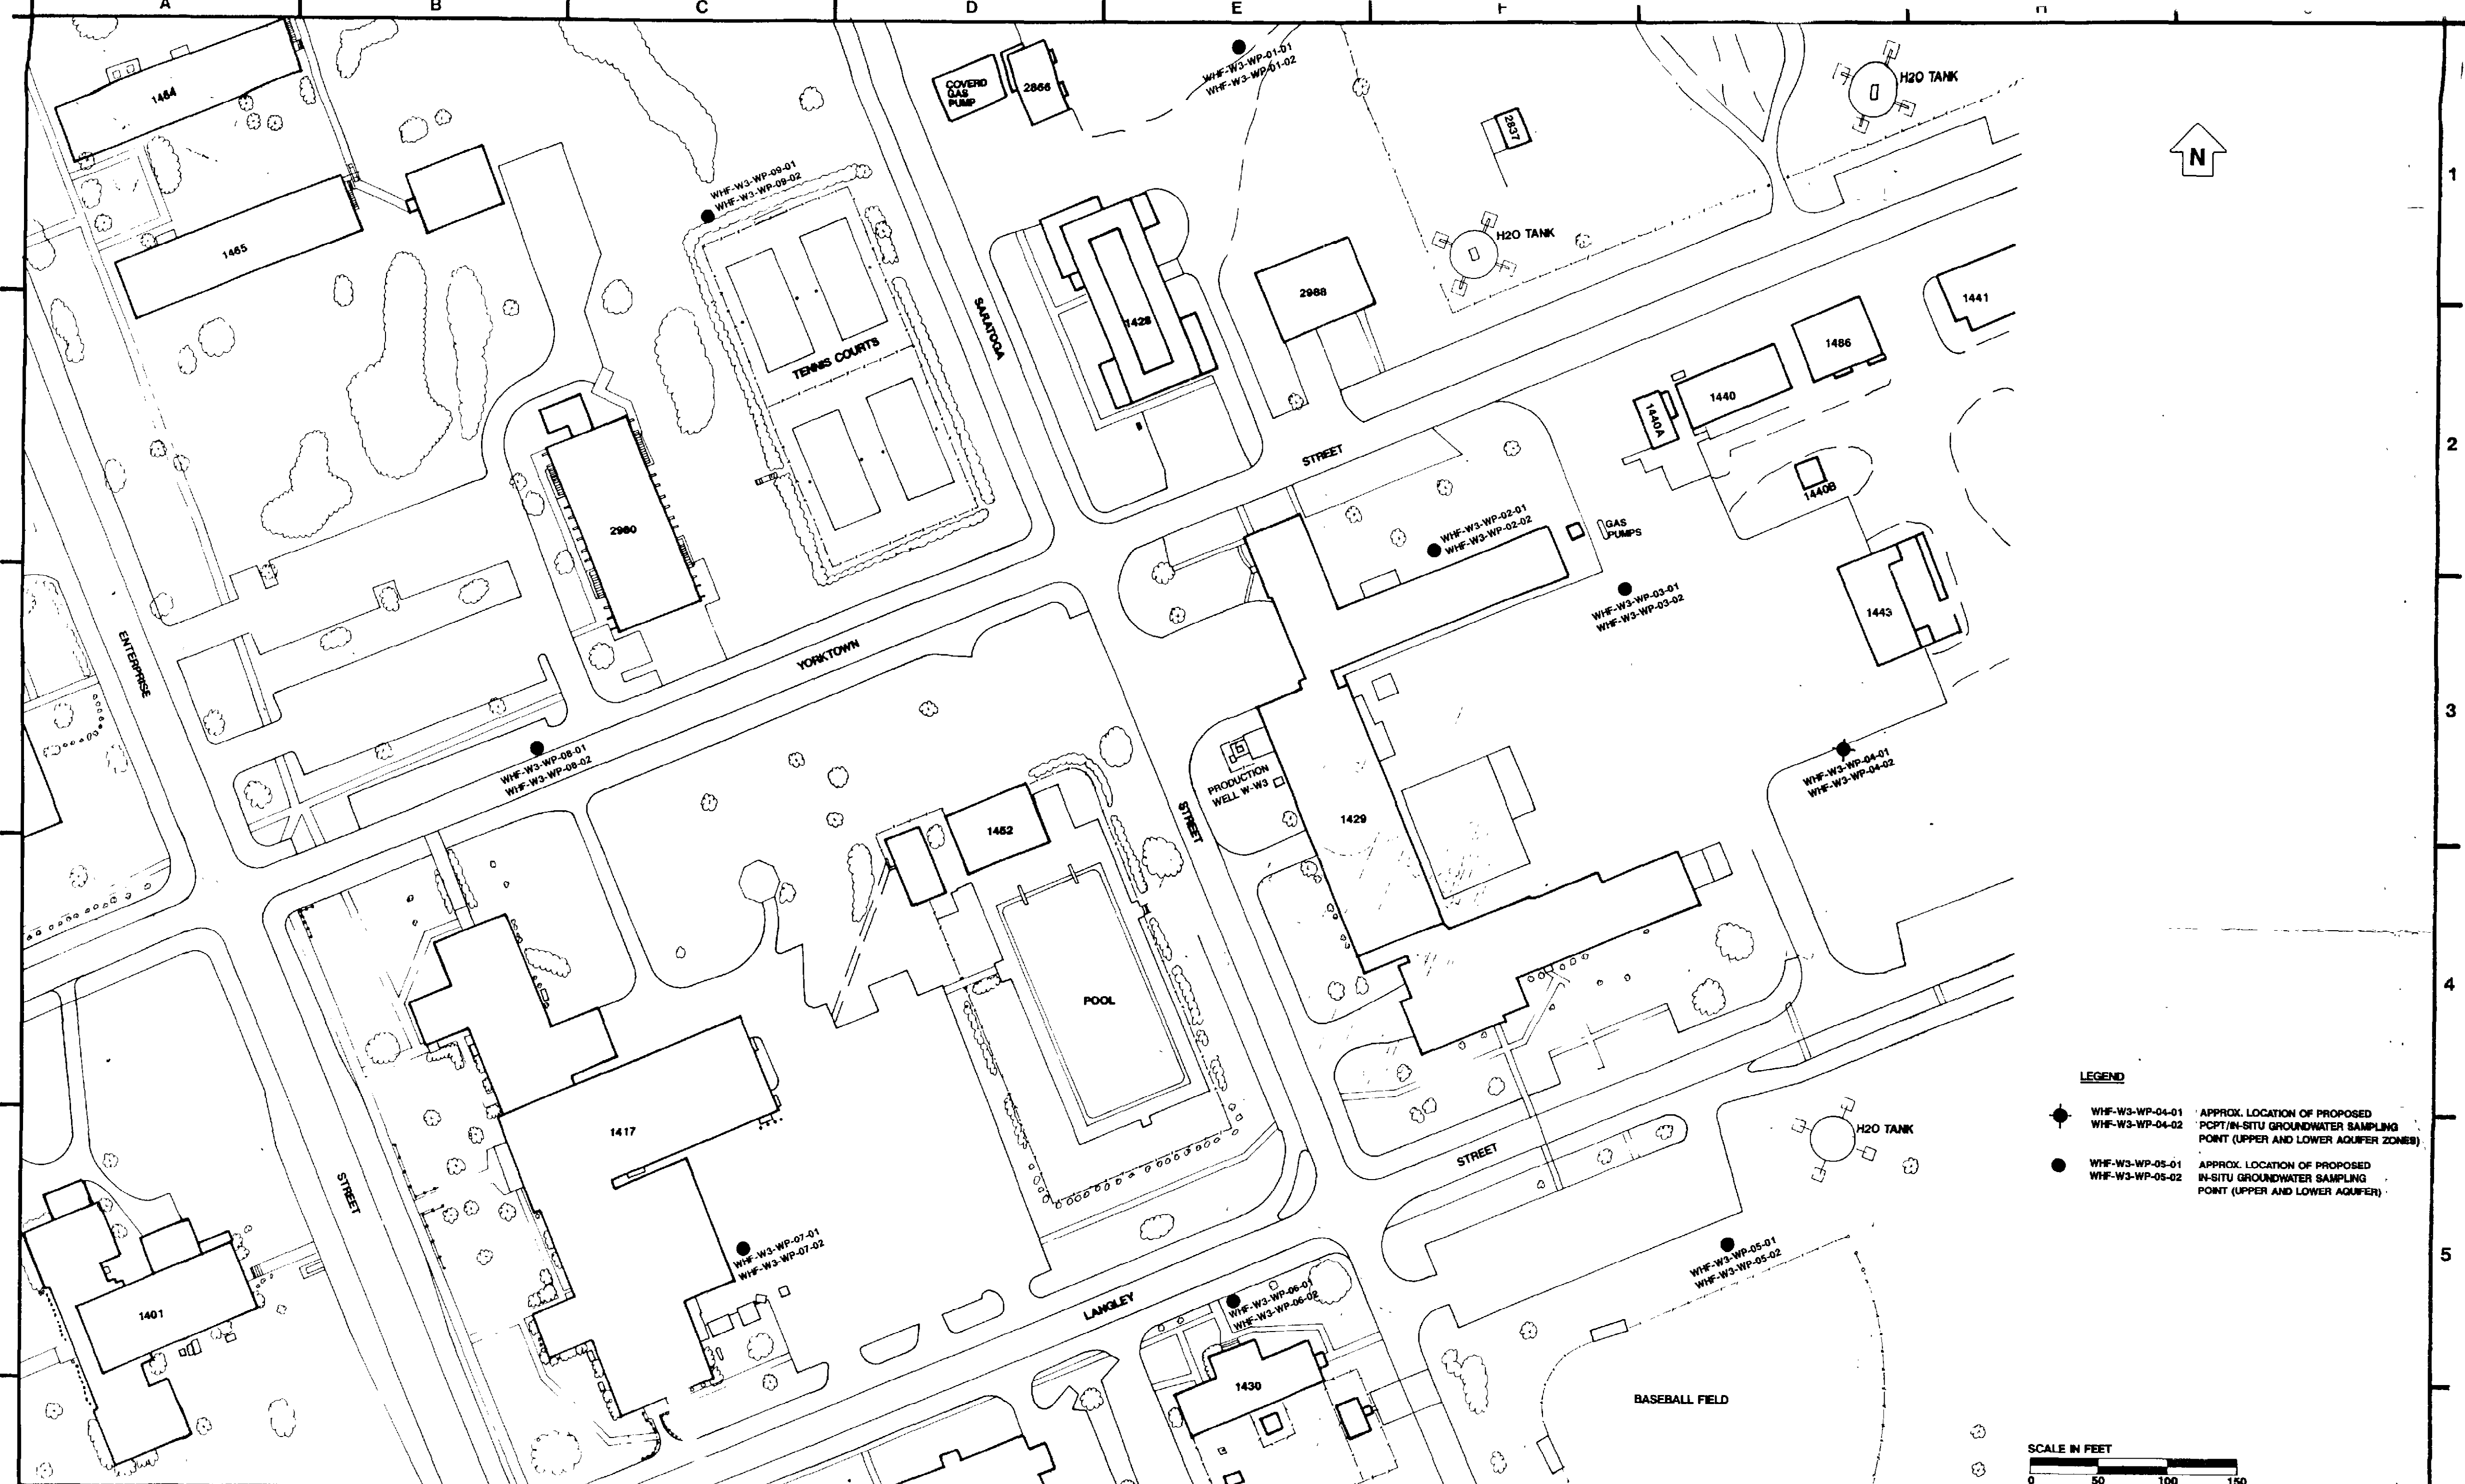 A B C D E F
1464
COVERD
GAS
PUMP
2866
WHF-W3-WP-01-01
WHF-W3-WP-01-02
2837
H2O TANK
N
1
WHF-W3-WP-09-01
WHF-W3-WP-09-02
1465
H2O TANK
2988
1441
SARATOGA
1428
TENNIS COURTS
1486
1440
1440A
2
STREET
1440B
2980
WHF-W3-WP-02-01
WHF-W3-WP-02-02
GAS
PUMPS
WHF-W3-WP-03-01
WHF-W3-WP-03-02
1443
ENTERPRISE
YORKTOWN
3
WHF-W3-WP-08-01
WHF-W3-WP-08-02
PRODUCTION
WELL W-W3
WHF-W3-WP-04-01
WHF-W3-WP-04-02
STREET
1429
1462
POOL
4
LEGEND
WHF-W3-WP-04-01 APPROX. LOCATION OF PROPOSED
WHF-W3-WP-04-02 PCPT/IN-SITU GROUNDWATER SAMPLING
POINT (UPPER AND LOWER AQUIFER ZONES)
WHF-W3-WP-05-01 APPROX. LOCATION OF PROPOSED
WHF-W3-WP-05-02 IN-SITU GROUNDWATER SAMPLING
POINT (UPPER AND LOWER AQUIFER)
H2O TANK
1417
STREET
STREET
WHF-W3-WP-07-01
WHF-W3-WP-07-02
WHF-W3-WP-05-01
WHF-W3-WP-05-02
5
WHF-W3-WP-06-01
WHF-W3-WP-06-02
LANGLEY
1401
1430
BASEBALL FIELD
SCALE IN FEET
0 50 100 150